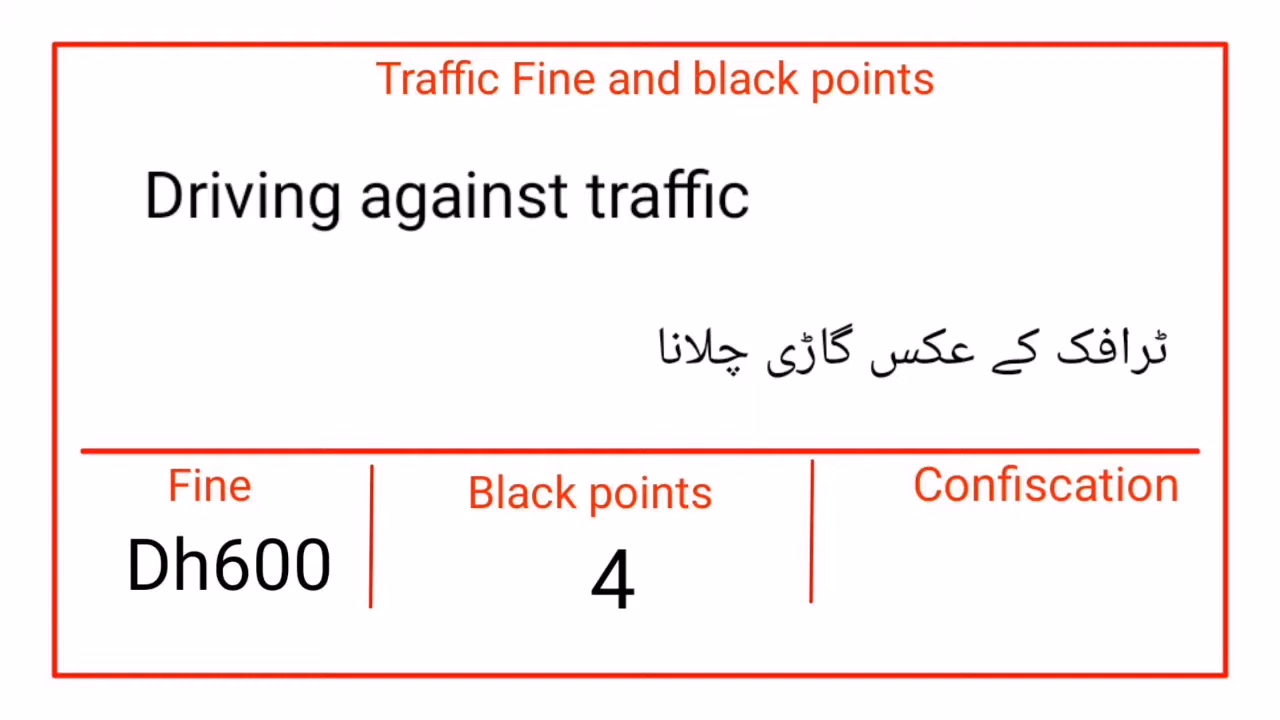 Traffic Fine and black points
Driving against traffic
ٹرافک کے عکس گاڑی چلانا
Fine
Black points
Confiscation
Dh600
4